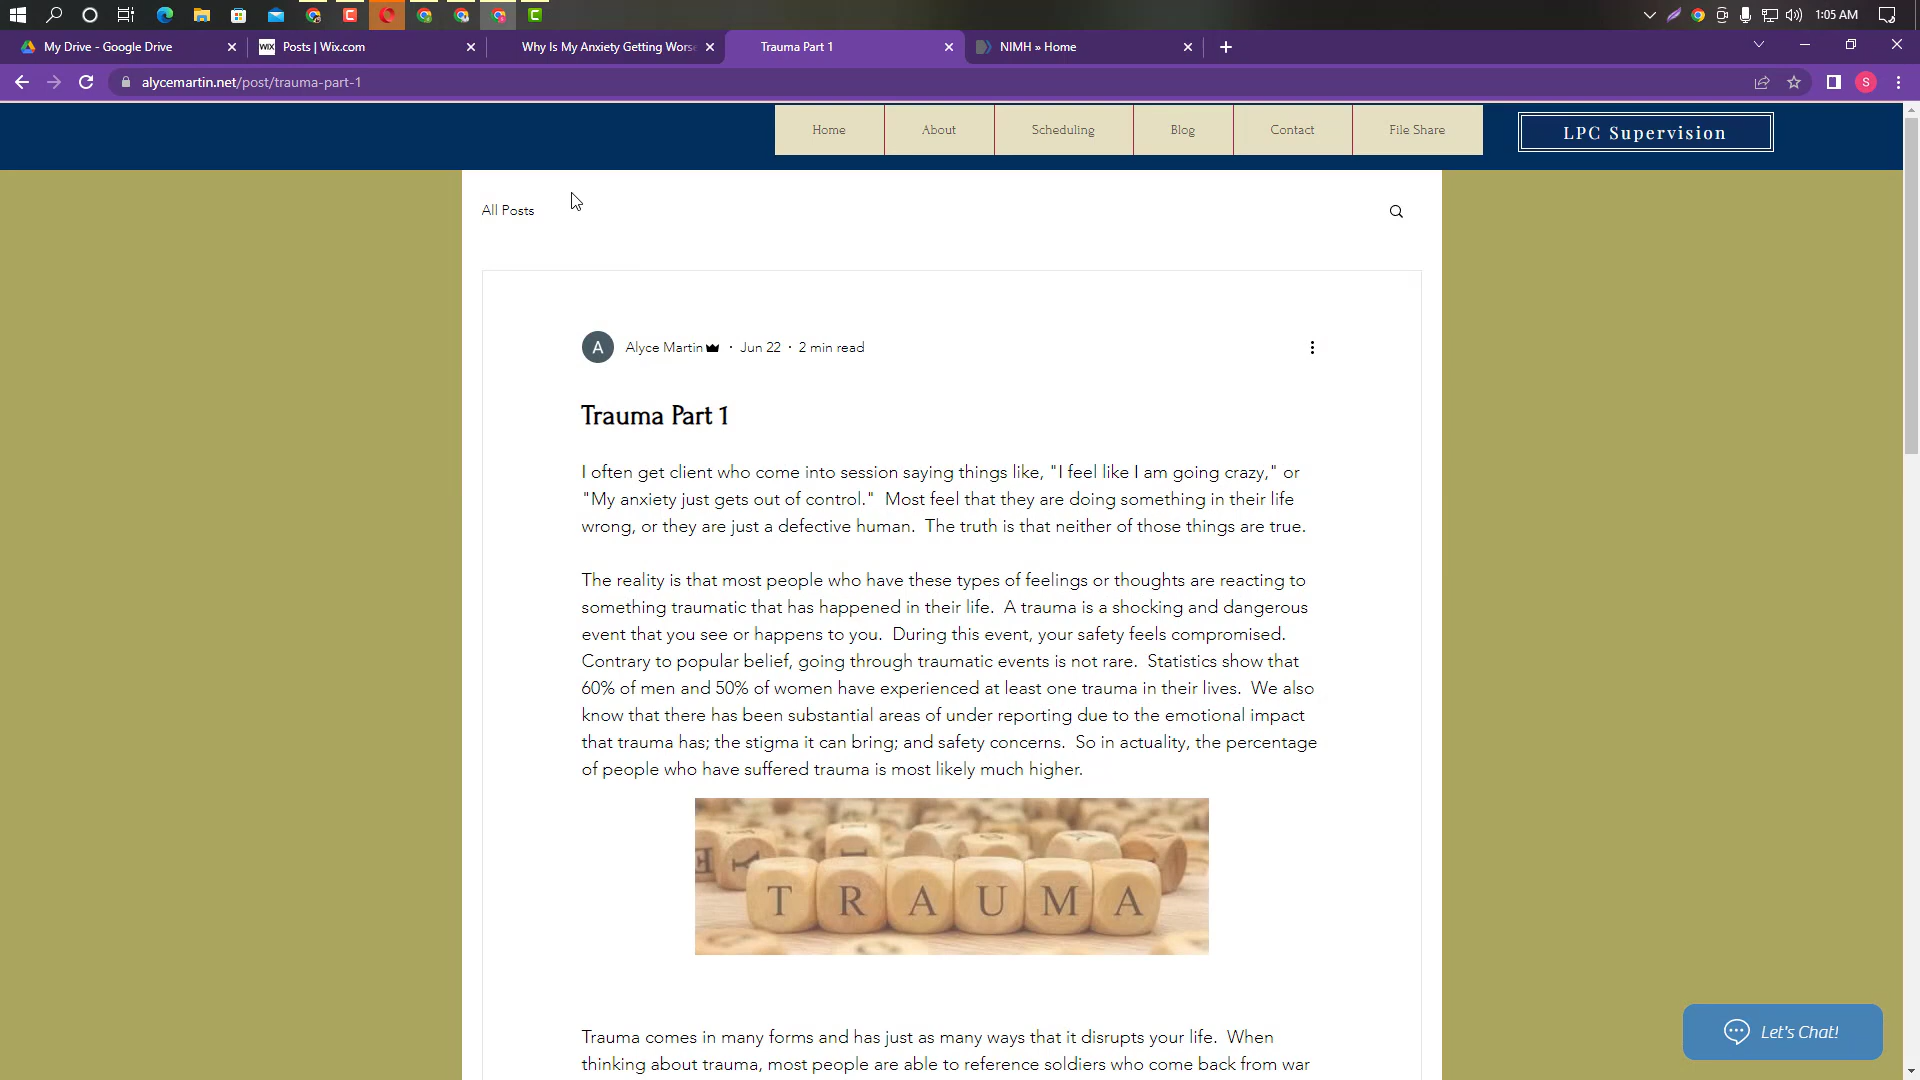 1:05 AM
My Drive - Google Drive
WIX Posts | Wix.com
Why Is My Anxiety Getting Worse
Trauma Part 1
NIMH » Home
alycemartin.net/post/trauma-part-1
S
Home
About
Scheduling
Blog
Contact
File Share
LPC Supervision
All Posts
A Alyce Martin · Jun 22 · 2 min read
Trauma Part 1
I often get client who come into session saying things like, "I feel like I am going crazy," or
"My anxiety just gets out of control."  Most feel that they are doing something in their life
wrong, or they are just a defective human.  The truth is that neither of those things are true.
The reality is that most people who have these types of feelings or thoughts are reacting to
something traumatic that has happened in their life.  A trauma is a shocking and dangerous
event that you see or happens to you.  During this event, your safety feels compromised.
Contrary to popular belief, going through traumatic events is not rare.  Statistics show that
60% of men and 50% of women have experienced at least one trauma in their lives.  We also
know that there has been substantial areas of under reporting due to the emotional impact
that trauma has; the stigma it can bring; and safety concerns.  So in actuality, the percentage
of people who have suffered trauma is most likely much higher.
TRAUMA
Trauma comes in many forms and has just as many ways that it disrupts your life.  When
thinking about trauma, most people are able to reference soldiers who come back from war
Let's Chat!